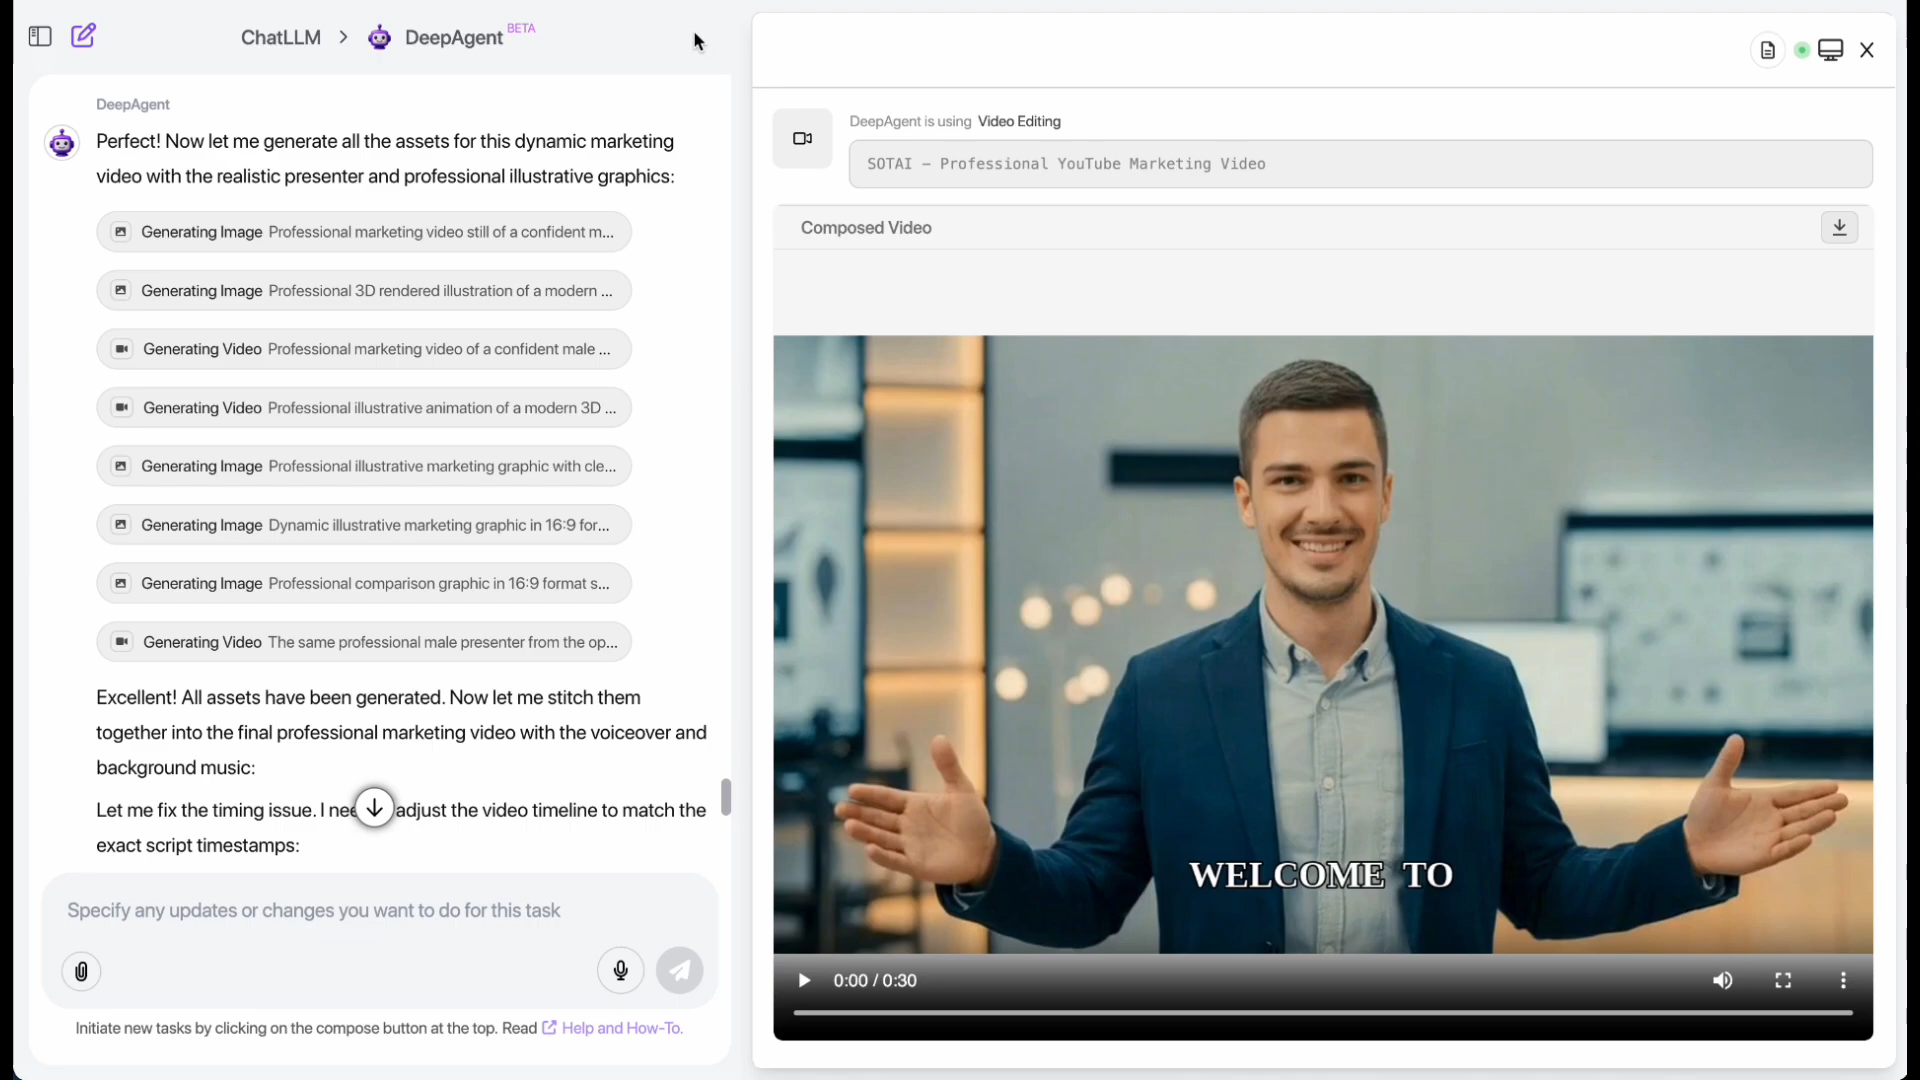 ChatLLM > DeepAgent BETA
DeepAgent
Perfect! Now let me generate all the assets for this dynamic marketing
video with the realistic presenter and professional illustrative graphics:
Generating Image Professional marketing video still of a confident m...
Generating Image Professional 3D rendered illustration of a modern ...
Generating Video Professional marketing video of a confident male ...
Generating Video Professional illustrative animation of a modern 3D ...
Generating Image Professional illustrative marketing graphic with cle...
Generating Image Dynamic illustrative marketing graphic in 16:9 for...
Generating Image Professional comparison graphic in 16:9 format s...
Generating Video The same professional male presenter from the op...
Excellent! All assets have been generated. Now let me stitch them
together into the final professional marketing video with the voiceover and
background music:
Let me fix the timing issue. I nee adjust the video timeline to match the
exact script timestamps:
Specify any updates or changes you want to do for this task
Initiate new tasks by clicking on the compose button at the top. Read Help and How-To.
DeepAgent is using Video Editing
SOTAI – Professional YouTube Marketing Video
Composed Video
WELCOME TO
0:00 / 0:30